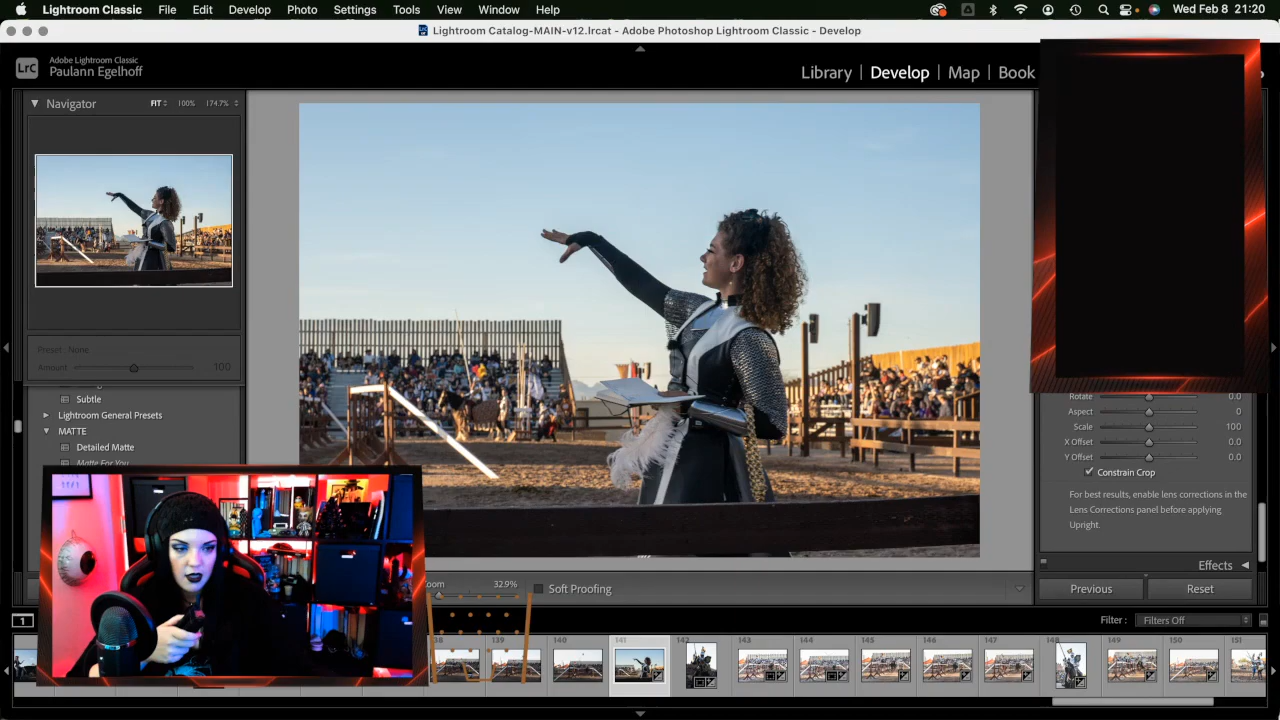 Lightroom Classic File Edit Develop Photo Settings Tools View Window Help Wed Feb 8 21:20
Lightroom Catalog-MAIN-v12.lrcat - Adobe Photoshop Lightroom Classic - Develop
LrC Adobe Lightroom Classic
Paulann Egelhoff
Library Develop Map Book
Navigator FIT 100% 174.7%
Preset: None
Amount 100
Subtle
Lightroom General Presets
MATTE
Detailed Matte
Matte For You
Rotate 0.0
Aspect 0
Scale 100
X Offset 0.0
Y Offset 0.0
Constrain Crop
For best results, enable lens corrections in the
Lens Corrections panel before applying
Upright.
Effects
Previous Reset
oom 32.9% Soft Proofing
1 Filter : Filters Off
38 139 140 141 142 143 144 145 146 147 148 149 150 151